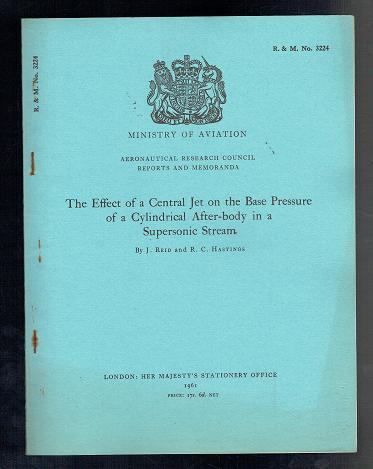 R. & M. No. 3224
R. & M. No. 3224
MINISTRY OF AVIATION
AERONAUTICAL RESEARCH COUNCIL
REPORTS AND MEMORANDA
The Effect of a Central Jet on the Base Pressure
of a Cylindrical After-body in a
Supersonic Stream
By J. REID and R. C. HASTINGS
LONDON: HER MAJESTY'S STATIONERY OFFICE
1961
PRICE: 17s. 6d. NET